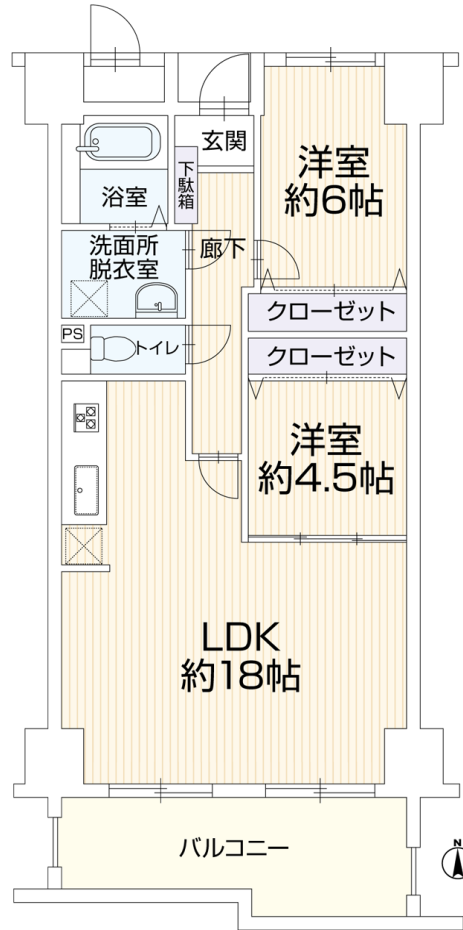 玄関
下駄箱
浴室
洋室
約6帖
洗面所
脱衣室
廊下
クローゼット
PS
トイレ
クローゼット
洋室
約4.5帖
LDK
約18帖
バルコニー
N